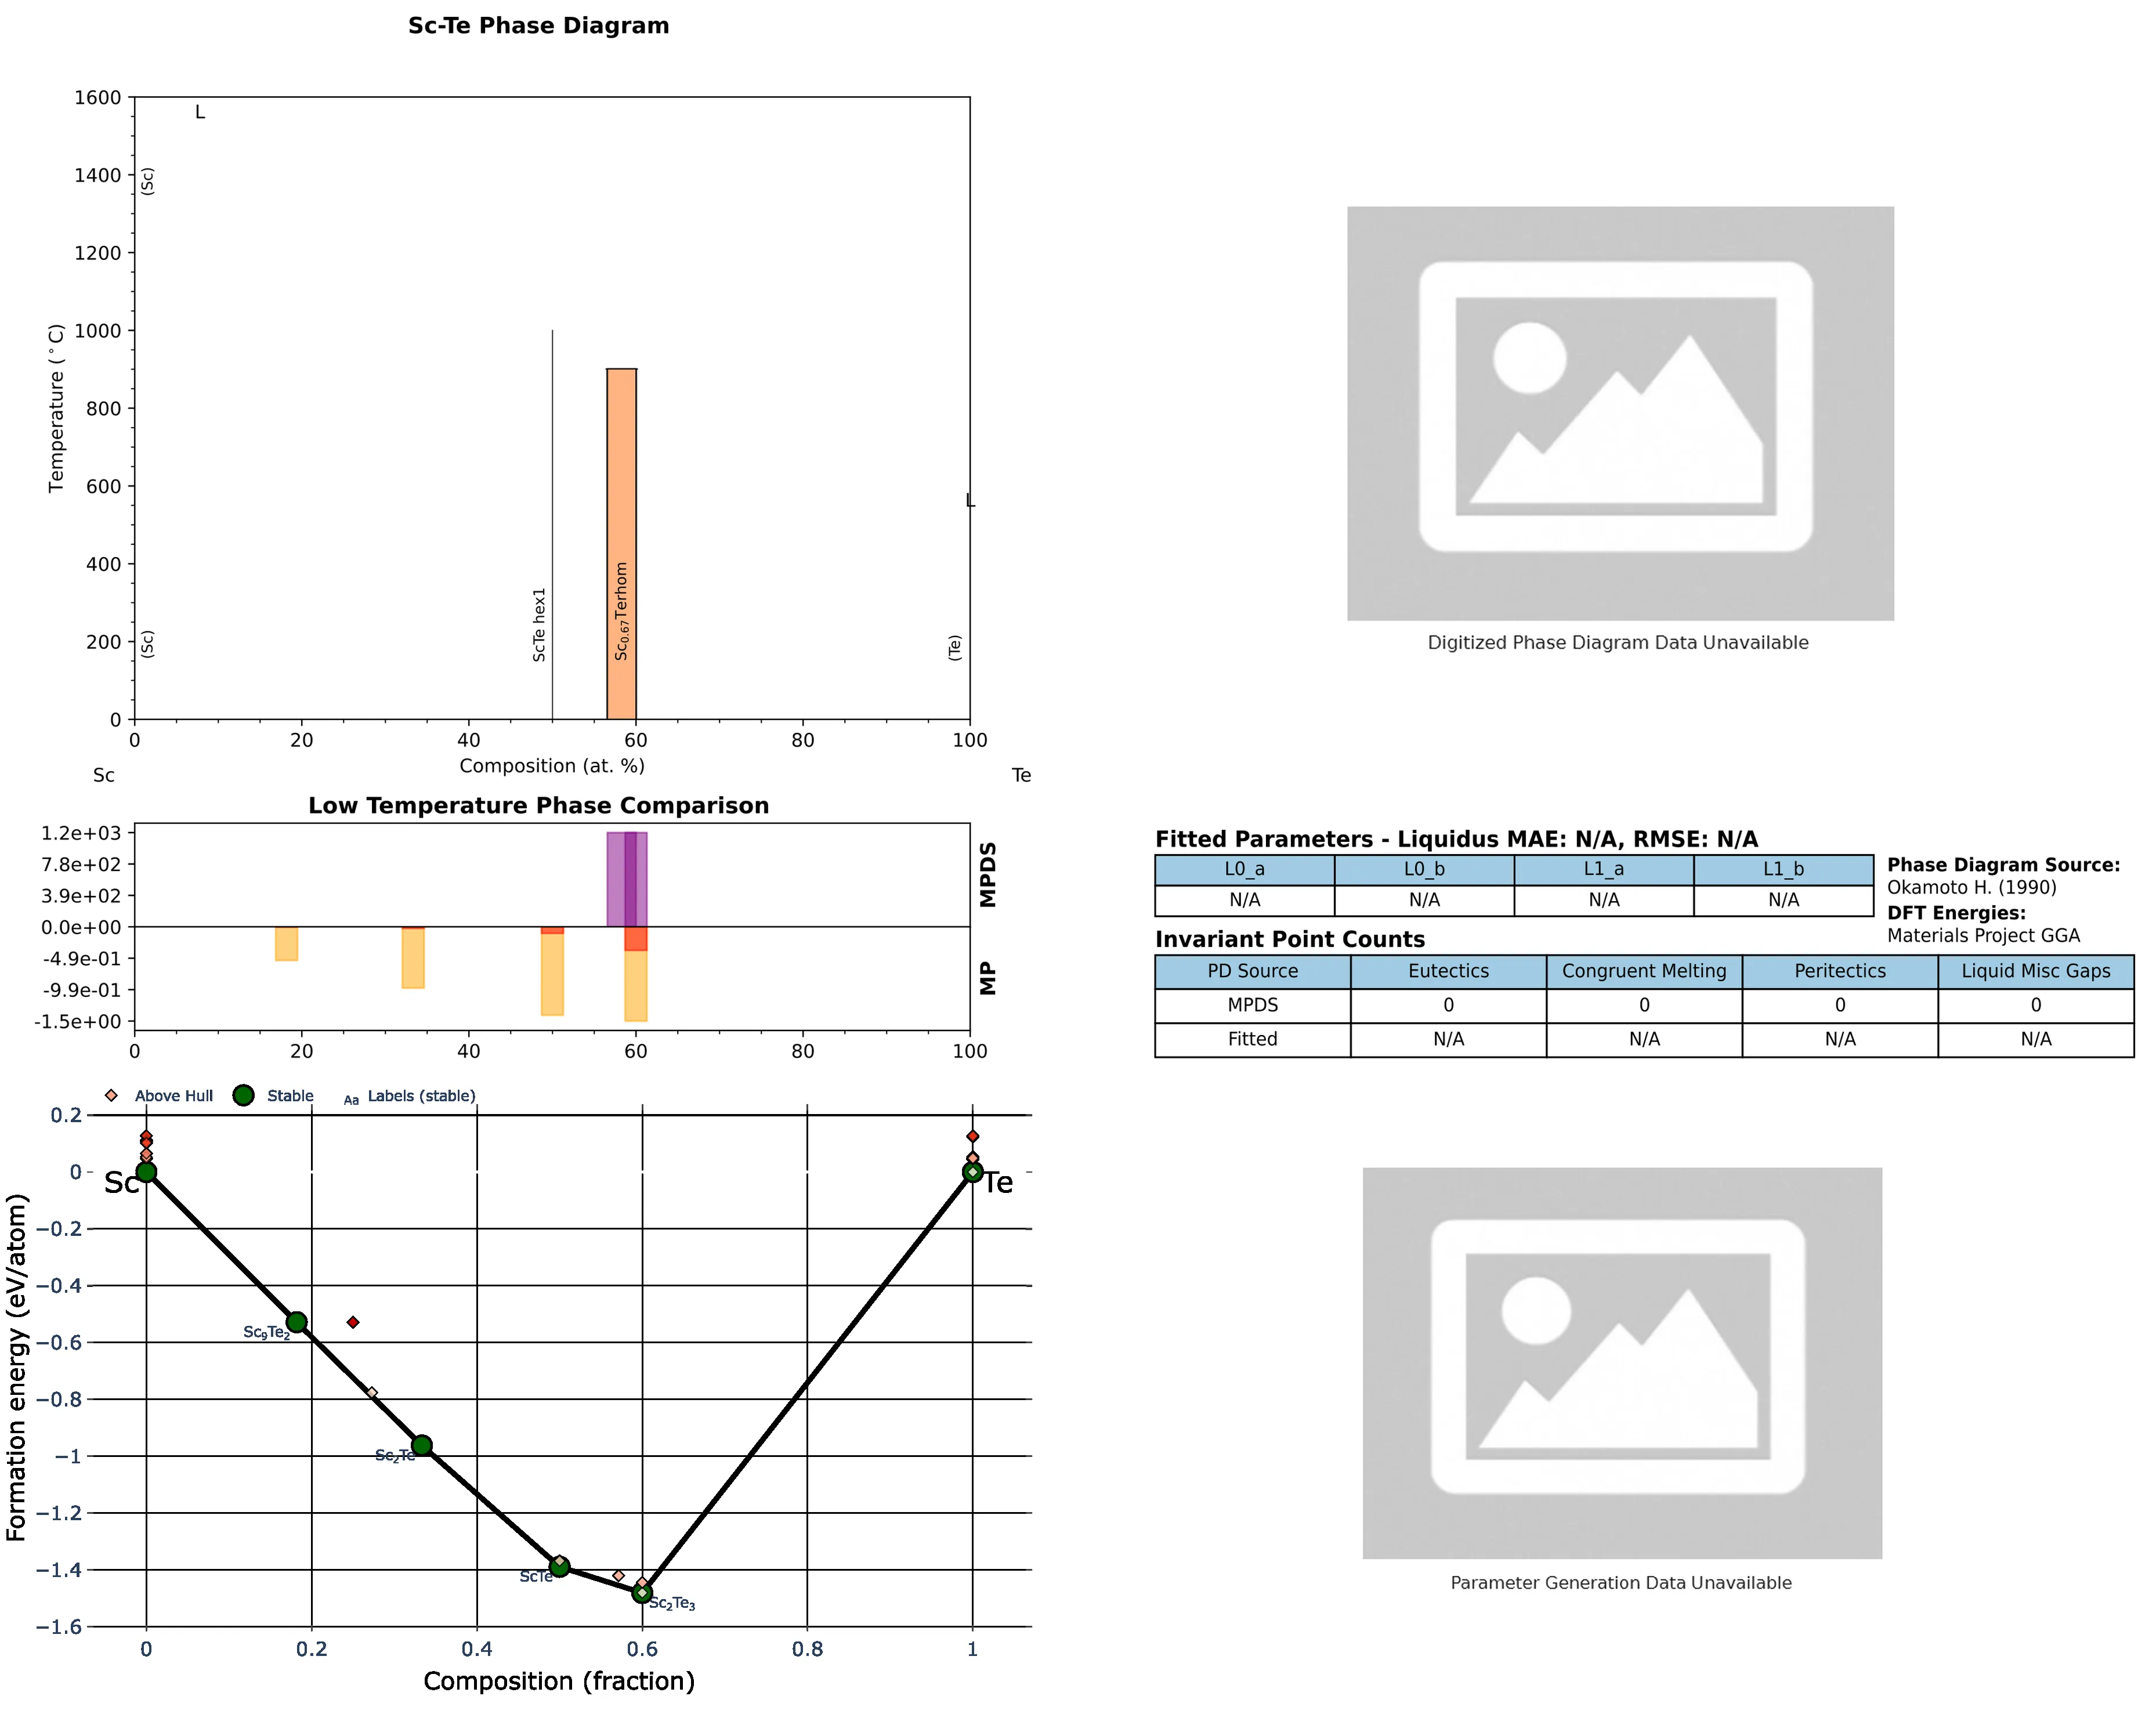 Sc-Te Phase Diagram
1600
1400
1200
1000
800
600
400
200
0
Temperature (°C)
L
(Sc)
(Sc)
ScTe hex1
Sc0.67Terhom
(Te)
L
0 20 40 60 80 100
Composition (at. %)
Sc
Te
Digitized Phase Diagram Data Unavailable
Low Temperature Phase Comparison
1.2e+03
7.8e+02
3.9e+02
0.0e+00
-4.9e-01
-9.9e-01
-1.5e+00
MPDS
MP
0 20 40 60 80 100
Fitted Parameters - Liquidus MAE: N/A, RMSE: N/A
L0_a L0_b L1_a L1_b
N/A N/A N/A N/A
Phase Diagram Source:
Okamoto H. (1990)
DFT Energies:
Materials Project GGA
Invariant Point Counts
PD Source Eutectics Congruent Melting Peritectics Liquid Misc Gaps
MPDS 0 0 0 0
Fitted N/A N/A N/A N/A
Above Hull Stable Aa Labels (stable)
0.2
0
−0.2
−0.4
−0.6
−0.8
−1
−1.2
−1.4
−1.6
Formation energy (eV/atom)
Sc
Te
Sc9Te2
Sc2Te
ScTe
Sc2Te3
0 0.2 0.4 0.6 0.8 1
Composition (fraction)
Parameter Generation Data Unavailable